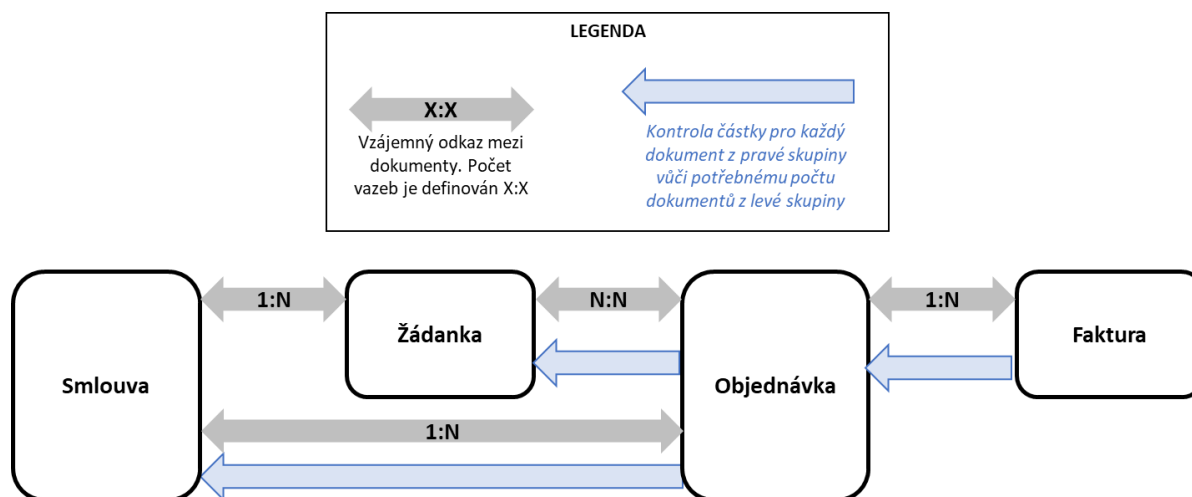 LEGENDA
X:X
Vzájemný odkaz mezi
dokumenty. Počet
vazeb je definován X:X
Kontrola částky pro každý
dokument z pravé skupiny
vůči potřebnému počtu
dokumentů z levé skupiny
1:N
N:N
1:N
Žádanka
Faktura
Smlouva
Objednávka
1:N